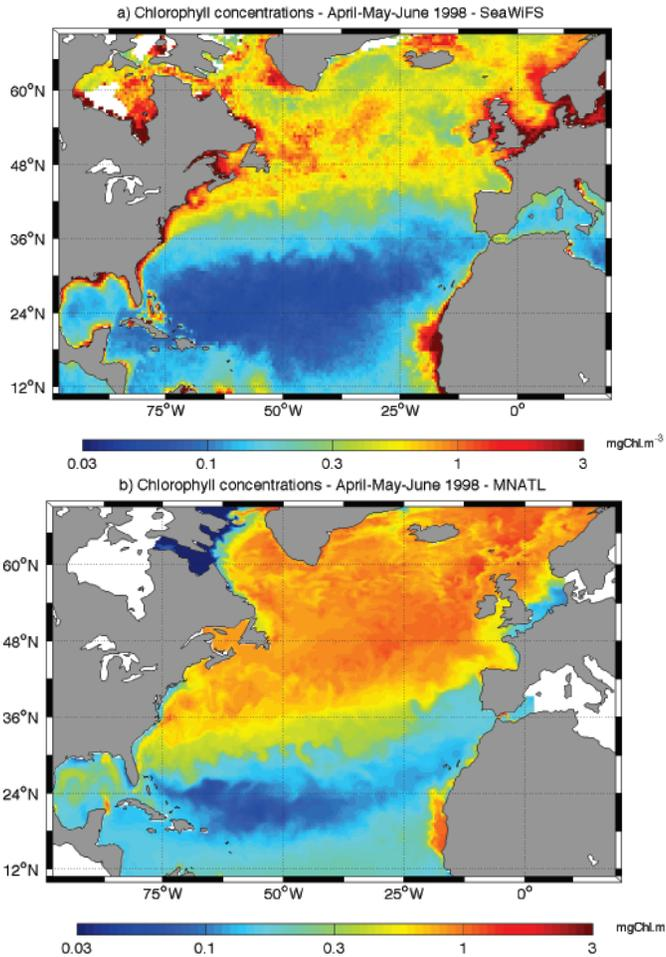 a) Chlorophyll concentrations - April-May-June 1998 - SeaWiFS
60°N
48°N
36°N
24°N
12°N
75°W 50°W 25°W 0°
0.03 0.1 0.3 1 3 mgChl.m-3
b) Chlorophyll concentrations - April-May-June 1998 - MNATL
60°N
48°N
36°N
24°N
12°N
75°W 50°W 25°W 0°
0.03 0.1 0.3 1 3 mgChl.m